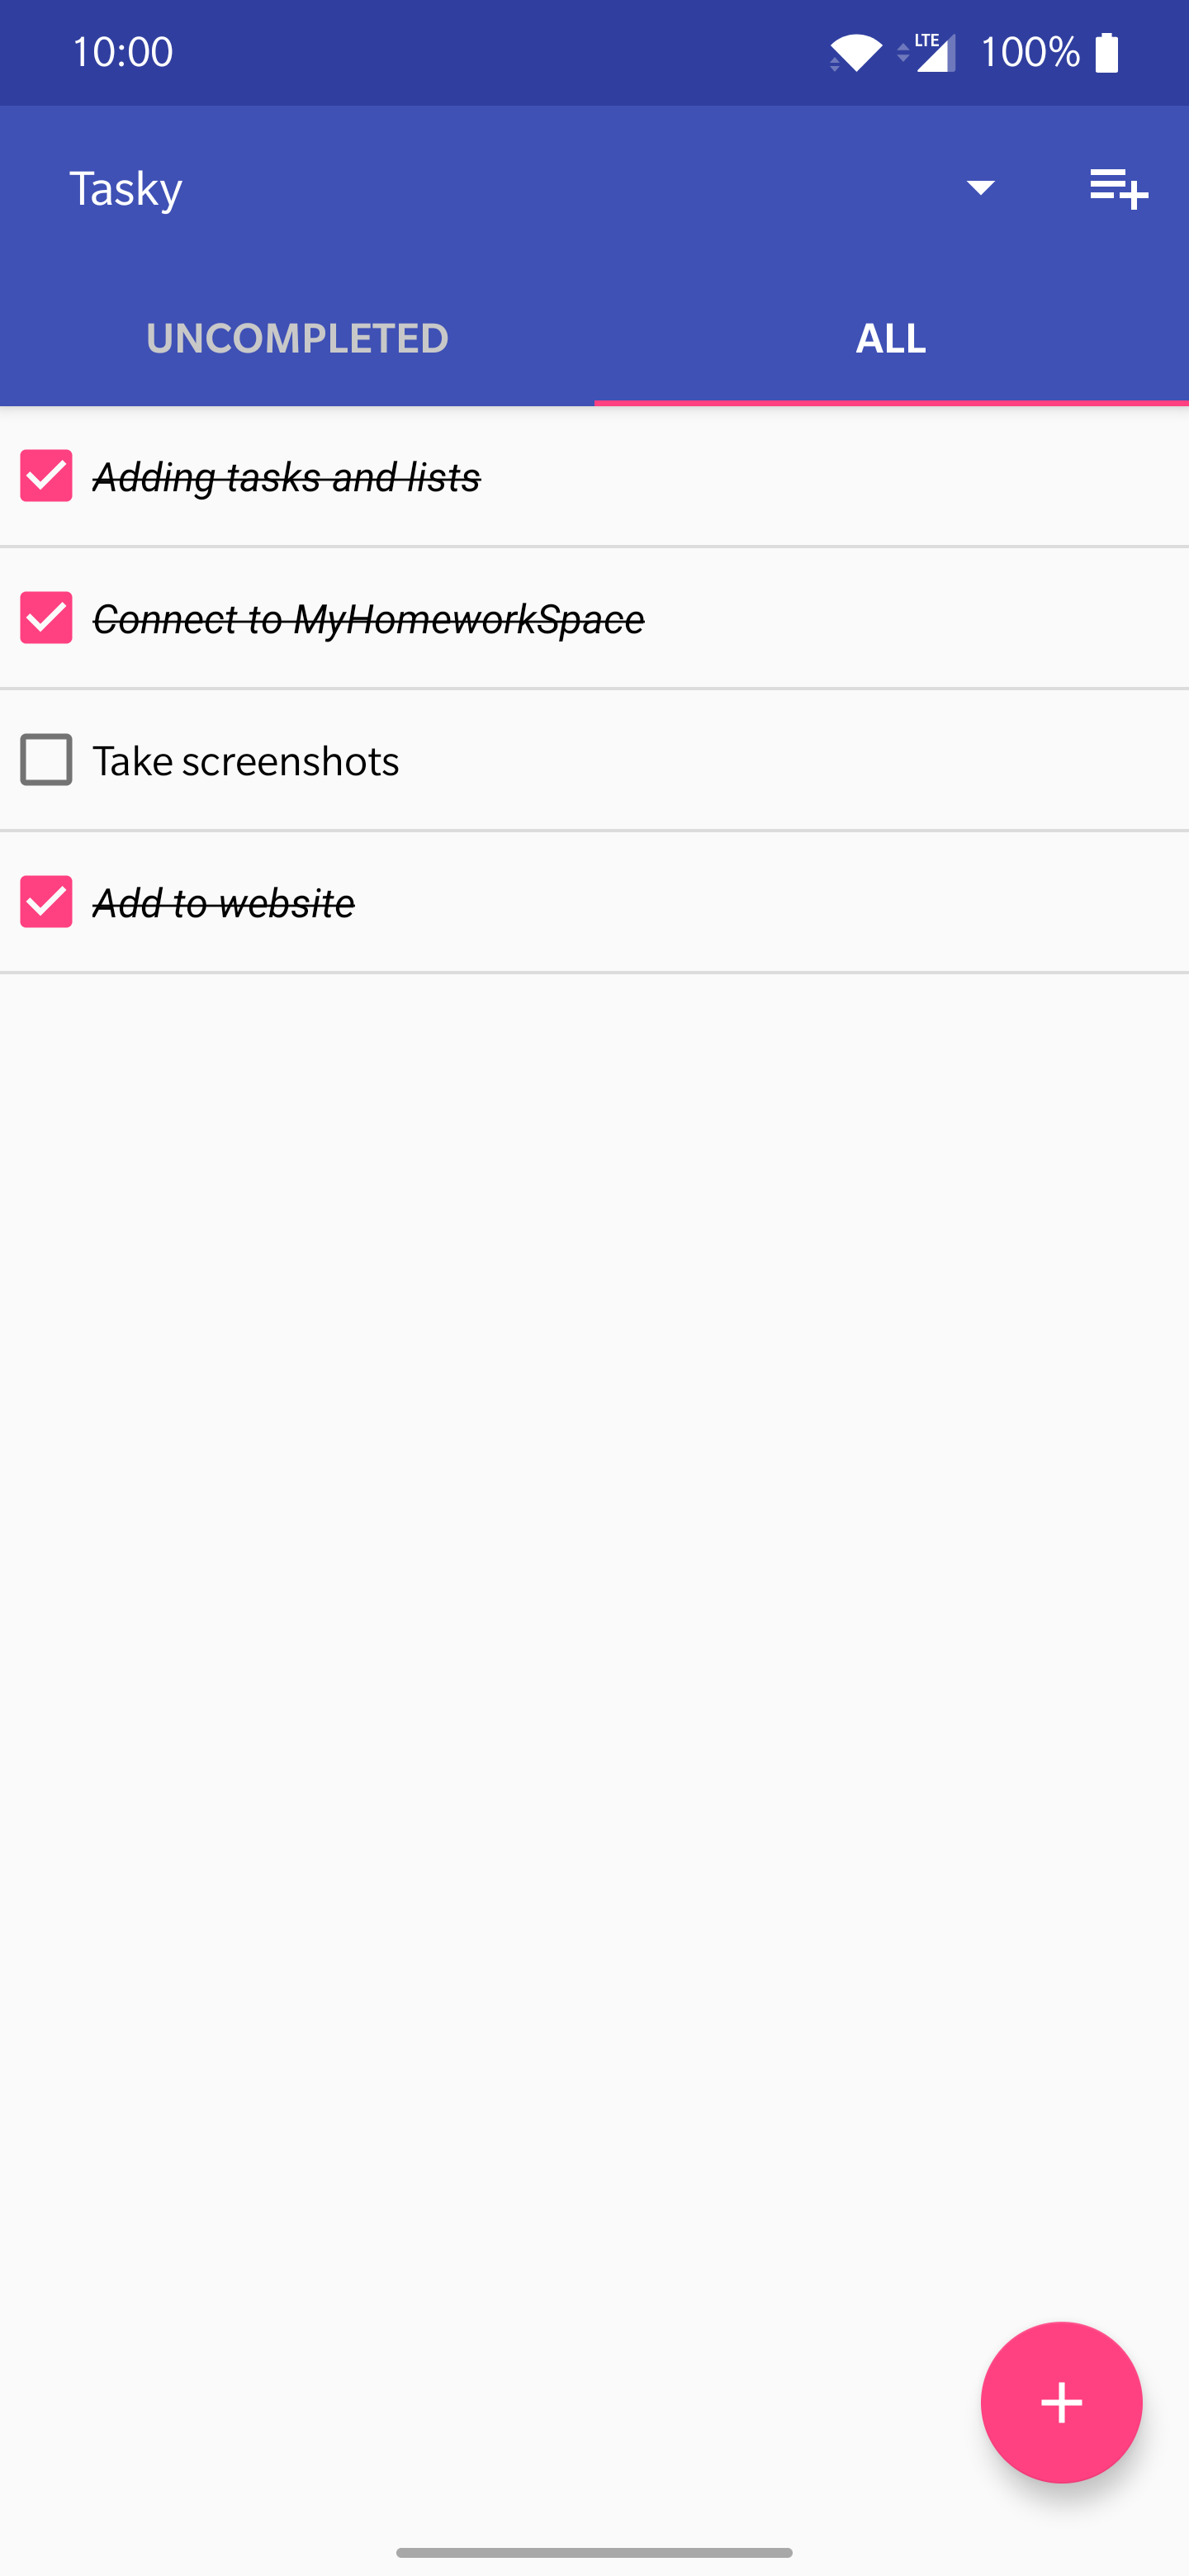 10:00 LTE 100%
Tasky
UNCOMPLETED ALL
Adding tasks and lists
Connect to MyHomeworkSpace
Take screenshots
Add to website